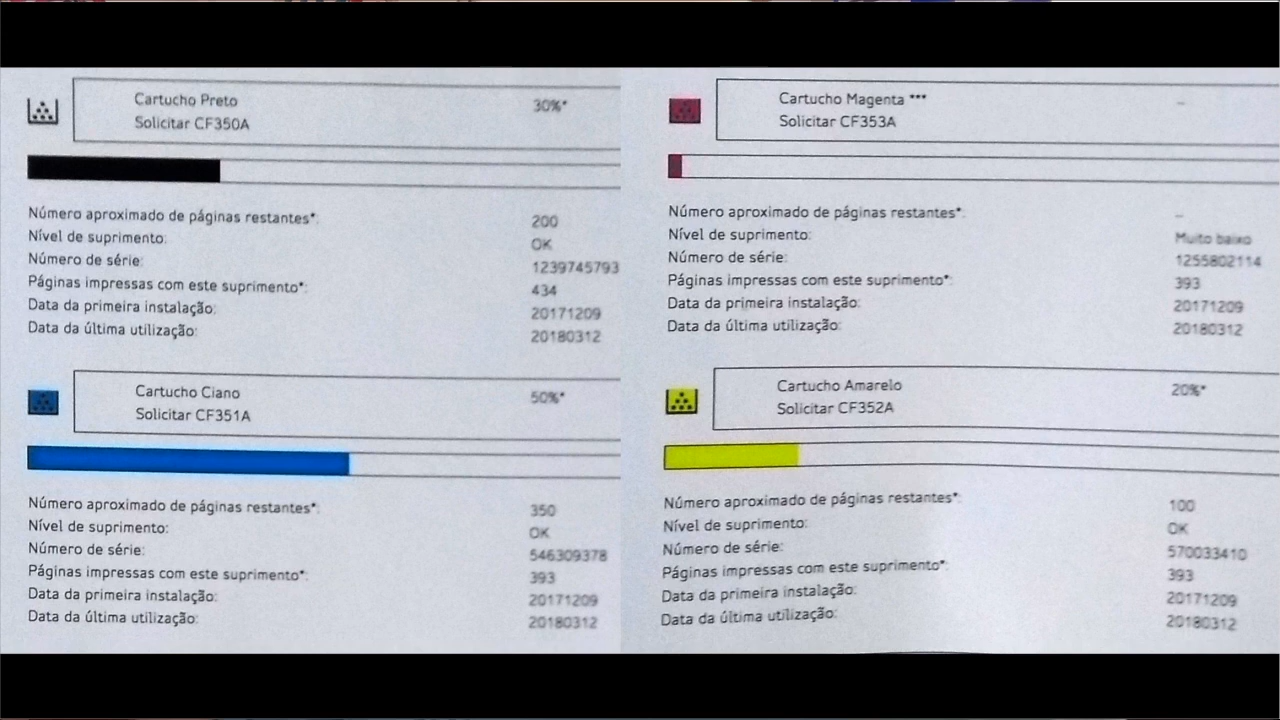 Cartucho Preto 30%*
Solicitar CF350A
Número aproximado de páginas restantes*: 200
Nível de suprimento: OK
Número de série: 1239745793
Páginas impressas com este suprimento*: 434
Data da primeira instalação: 20171209
Data da última utilização: 20180312
Cartucho Ciano 50%*
Solicitar CF351A
Número aproximado de páginas restantes*: 350
Nível de suprimento: OK
Número de série: 546309378
Páginas impressas com este suprimento*: 393
Data da primeira instalação: 20171209
Data da última utilização: 20180312
Cartucho Magenta *** --
Solicitar CF353A
Número aproximado de páginas restantes*: --
Nível de suprimento: Muito baixo
Número de série: 1255802114
Páginas impressas com este suprimento*: 393
Data da primeira instalação: 20171209
Data da última utilização: 20180312
Cartucho Amarelo 20%*
Solicitar CF352A
Número aproximado de páginas restantes*: 100
Nível de suprimento: OK
Número de série: 570033410
Páginas impressas com este suprimento*: 393
Data da primeira instalação: 20171209
Data da última utilização: 20180312